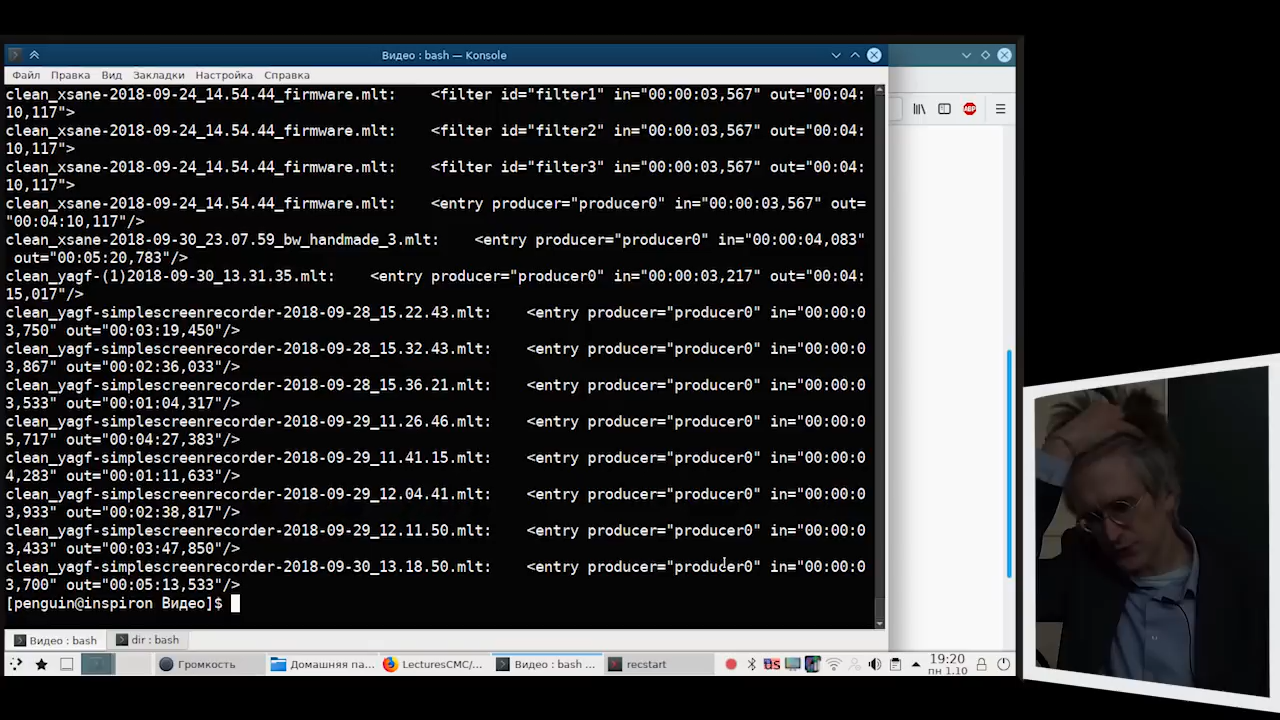 Видео : bash — Konsole
Файл Правка Вид Закладки Настройка Справка
clean_xsane-2018-09-24_14.54.44_firmware.mlt:    <filter id="filter1" in="00:00:03,567" out="00:04:
10,117">
clean_xsane-2018-09-24_14.54.44_firmware.mlt:    <filter id="filter2" in="00:00:03,567" out="00:04:
10,117">
clean_xsane-2018-09-24_14.54.44_firmware.mlt:    <filter id="filter3" in="00:00:03,567" out="00:04:
10,117">
clean_xsane-2018-09-24_14.54.44_firmware.mlt:    <entry producer="producer0" in="00:00:03,567" out=
"00:04:10,117"/>
clean_xsane-2018-09-30_23.07.59_bw_handmade_3.mlt:    <entry producer="producer0" in="00:00:04,083"
 out="00:05:20,783"/>
clean_yagf-(1)2018-09-30_13.31.35.mlt:    <entry producer="producer0" in="00:00:03,217" out="00:04:
15,017"/>
clean_yagf-simplescreenrecorder-2018-09-28_15.22.43.mlt:    <entry producer="producer0" in="00:00:0
3,750" out="00:03:19,450"/>
clean_yagf-simplescreenrecorder-2018-09-28_15.32.43.mlt:    <entry producer="producer0" in="00:00:0
3,867" out="00:02:36,033"/>
clean_yagf-simplescreenrecorder-2018-09-28_15.36.21.mlt:    <entry producer="producer0" in="00:00:0
3,533" out="00:01:04,317"/>
clean_yagf-simplescreenrecorder-2018-09-29_11.26.46.mlt:    <entry producer="producer0" in="00:00:0
5,717" out="00:04:27,383"/>
clean_yagf-simplescreenrecorder-2018-09-29_11.41.15.mlt:    <entry producer="producer0" in="00:00:0
4,283" out="00:01:11,633"/>
clean_yagf-simplescreenrecorder-2018-09-29_12.04.41.mlt:    <entry producer="producer0" in="00:00:0
3,933" out="00:02:38,817"/>
clean_yagf-simplescreenrecorder-2018-09-29_12.11.50.mlt:    <entry producer="producer0" in="00:00:0
3,433" out="00:03:47,850"/>
clean_yagf-simplescreenrecorder-2018-09-30_13.18.50.mlt:    <entry producer="producer0" in="00:00:0
3,700" out="00:05:13,533"/>
[penguin@inspiron Видео]$
Видео : bash dir : bash
Громкость Домашняя па... LecturesCMC/... Видео : bash ... recstart US 19:20
пн 1.10
ABP